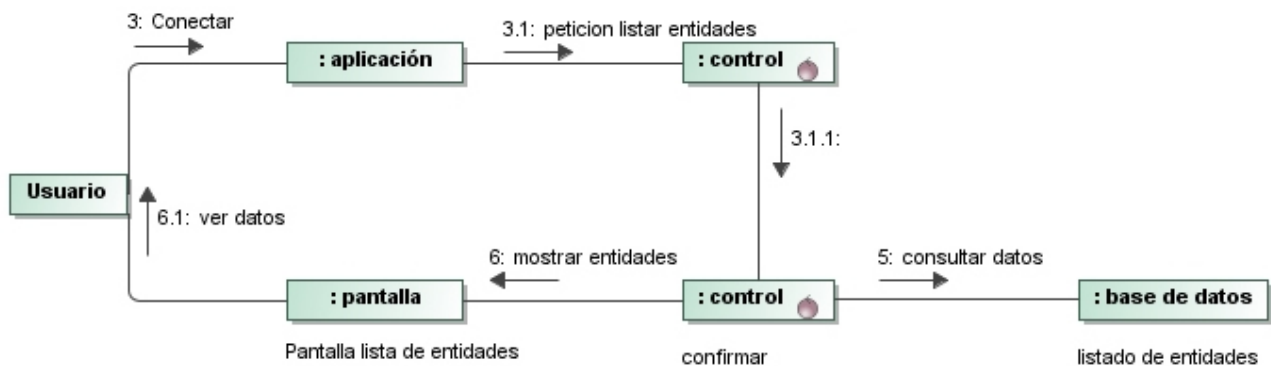 3: Conectar
3.1: peticion listar entidades
: aplicación
: control
3.1.1:
Usuario
6.1: ver datos
6: mostrar entidades
5: consultar datos
: pantalla
: control
: base de datos
Pantalla lista de entidades
confirmar
listado de entidades